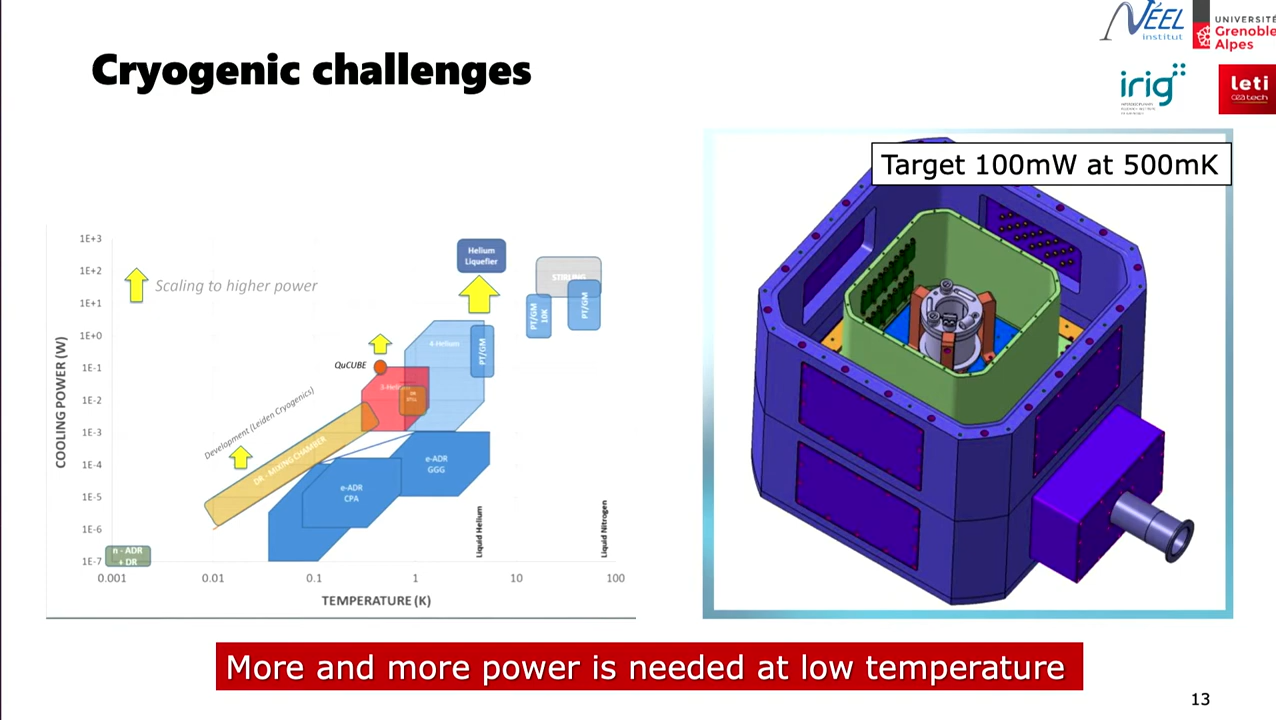 NÉEL
institut
UNIVERSITÉ
Grenoble
Alpes
Cryogenic challenges
irig
leti
cea tech
Target 100mW at 500mK
1E+3
1E+2
1E+1
1E+0
1E-1
1E-2
1E-3
1E-4
1E-5
1E-6
1E-7
COOLING POWER (W)
Scaling to higher power
Helium
Liquefier
STIRLING
PT/GM
10K
PT/GM
4-Helium
PT/GM
QuCUBE
3-Helium
DR
STILL
Development (Leiden Cryogenics)
DR - MIXING CHAMBER
e-ADR
GGG
e-ADR
CPA
Liquid Helium
Liquid Nitrogen
n - ADR
+ DR
0.001
0.01
0.1
1
10
100
TEMPERATURE (K)
More and more power is needed at low temperature
13